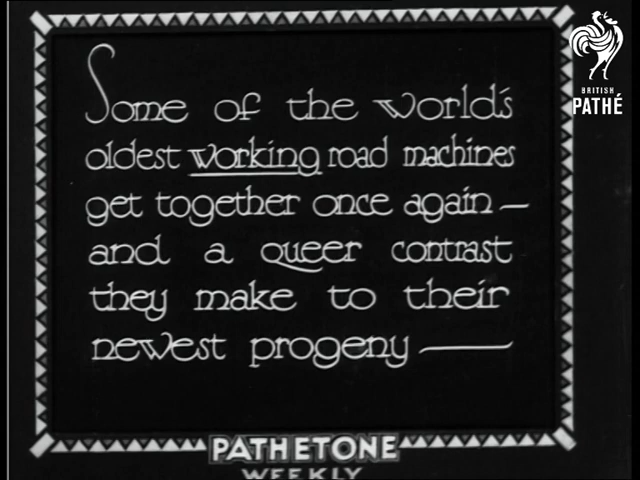 Some of the world's
oldest working road machines
get together once again—
and a queer contrast
they make to their
newest progeny—
PATHETONE
WEEKLY
BRITISH
PATHÉ